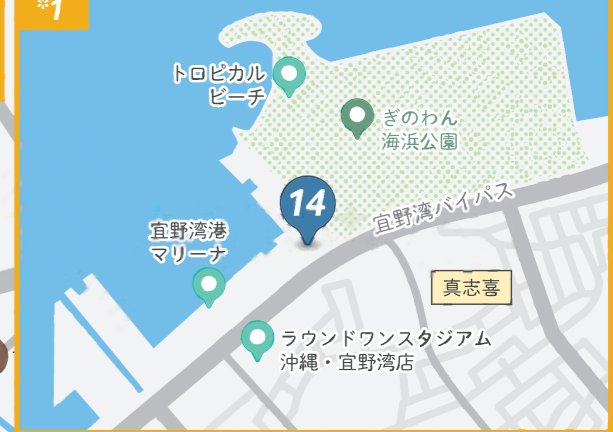 ※1
トロピカル
ビーチ
ぎのわん
海浜公園
14
宜野湾バイパス
宜野湾港
マリーナ
真志喜
ラウンドワンスタジアム
沖縄・宜野湾店